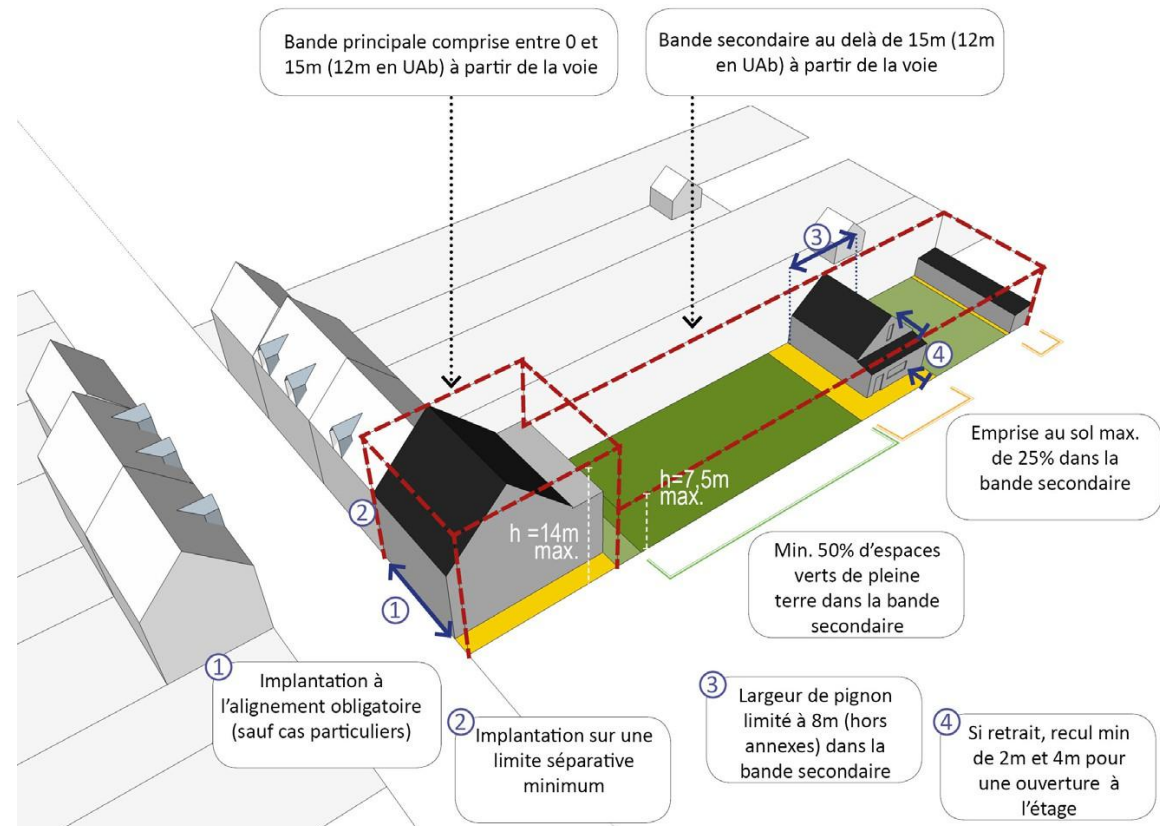 Bande principale comprise entre 0 et
15m (12m en UAb) à partir de la voie
Bande secondaire au delà de 15m (12m
en UAb) à partir de la voie
3
4
2
1
h =14m
max.
h=7,5m
max.
Emprise au sol max.
de 25% dans la
bande secondaire
Min. 50% d’espaces
verts de pleine
terre dans la bande
secondaire
1
Implantation à
l’alignement obligatoire
(sauf cas particuliers)
2
Implantation sur une
limite séparative
minimum
3
Largeur de pignon
limité à 8m (hors
annexes) dans la
bande secondaire
4
Si retrait, recul min
de 2m et 4m pour
une ouverture à
l’étage